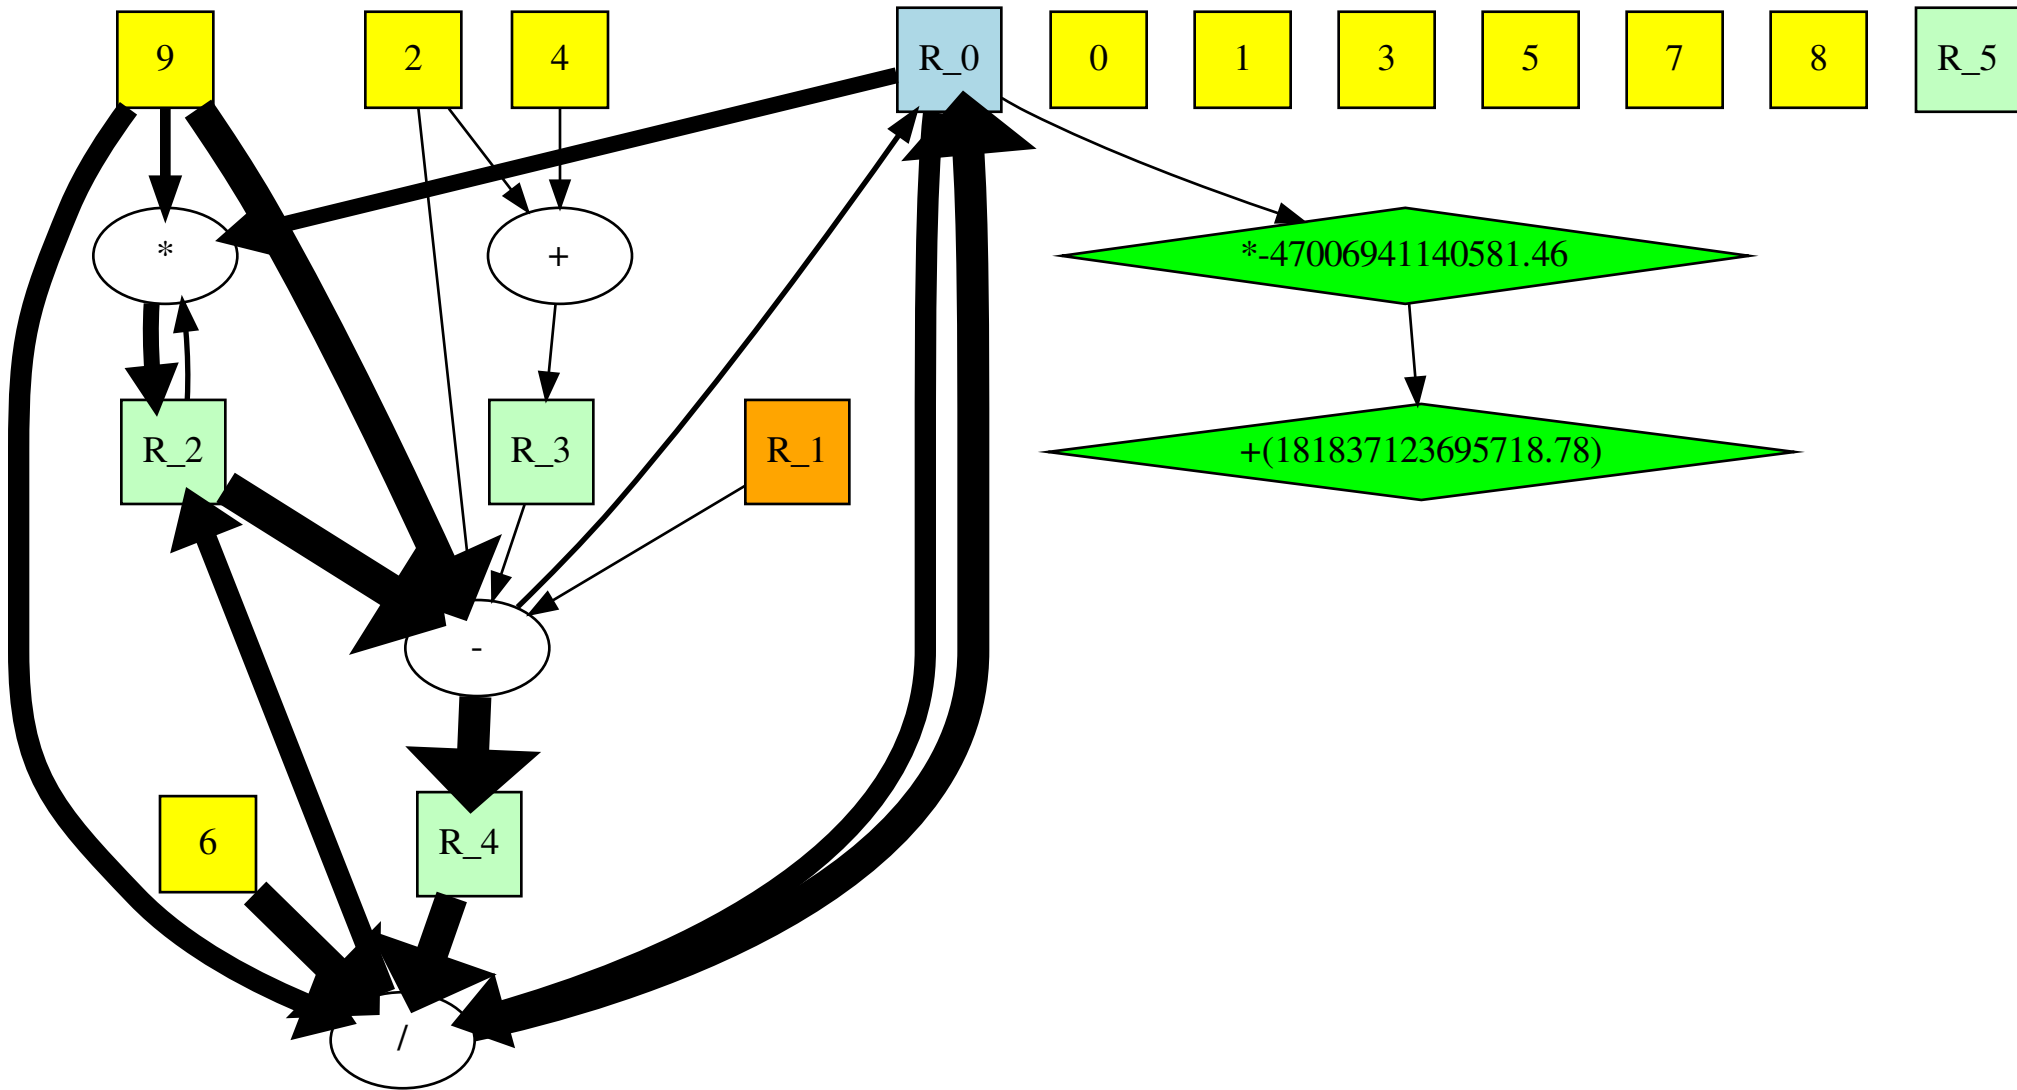 9
2
4
R_0
0
1
3
5
7
8
R_5
*
+
*-47006941140581.46
R_2
R_3
R_1
+(181837123695718.78)
-
6
R_4
/